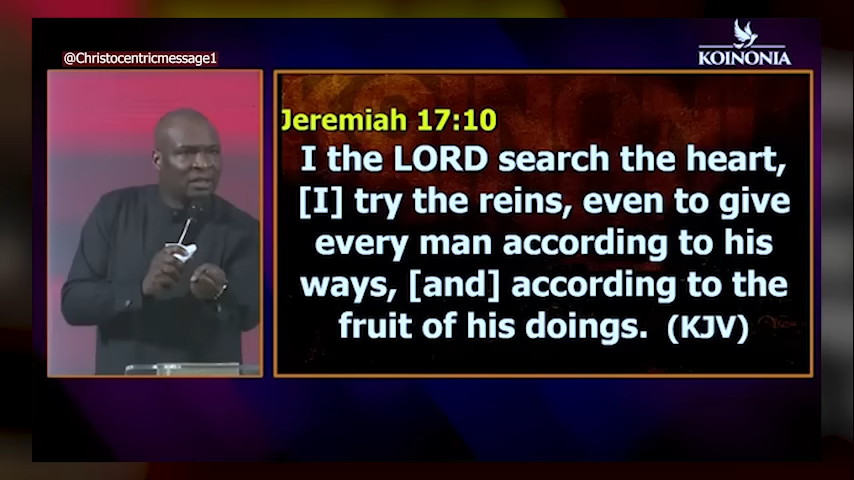 @Christocentricmessage1
KOINONIA
Jeremiah 17:10
I the LORD search the heart,
[I] try the reins, even to give
every man according to his
ways, [and] according to the
fruit of his doings. (KJV)